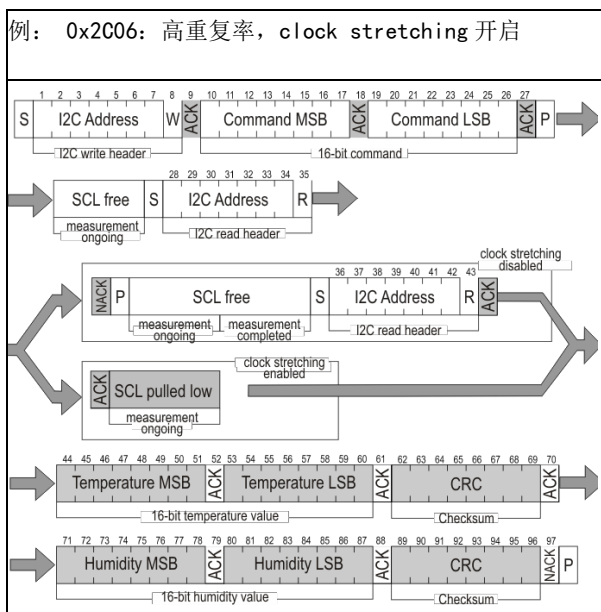 例： 0x2C06：高重复率，clock stretching 开启
1 2 3 4 5 6 7 8 9 10 11 12 13 14 15 16 17 18 19 20 21 22 23 24 25 26 27
S I2C Address W ACK Command MSB ACK Command LSB ACK P
I2C write header 16-bit command
28 29 30 31 32 33 34 35
SCL free S I2C Address R
measurement ongoing I2C read header
clock stretching disabled
36 37 38 39 40 41 42 43
NACK P SCL free S I2C Address R ACK
measurement ongoing measurement completed I2C read header
clock stretching enabled
ACK SCL pulled low
measurement ongoing
44 45 46 47 48 49 50 51 52 53 54 55 56 57 58 59 60 61 62 63 64 65 66 67 68 69 70
Temperature MSB ACK Temperature LSB ACK CRC ACK
16-bit temperature value Checksum
71 72 73 74 75 76 77 78 79 80 81 82 83 84 85 86 87 88 89 90 91 92 93 94 95 96 97
Humidity MSB ACK Humidity LSB ACK CRC NACK P
16-bit humidity value Checksum